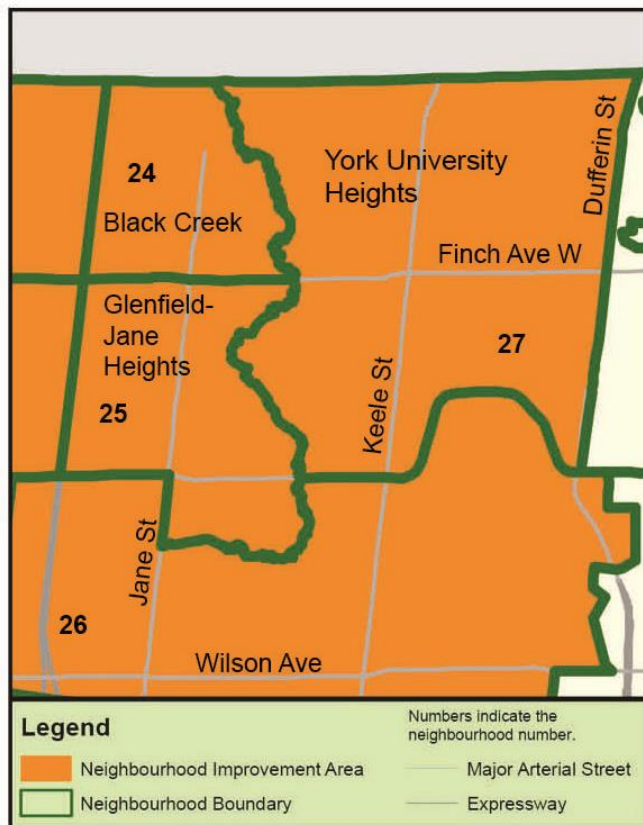 24
Black Creek
York University
Heights
Dufferin St
Finch Ave W
Glenfield-
Jane
Heights
25
Keele St
27
Jane St
26
Wilson Ave
Legend
Numbers indicate the
neighbourhood number.
Neighbourhood Improvement Area
Major Arterial Street
Neighbourhood Boundary
Expressway